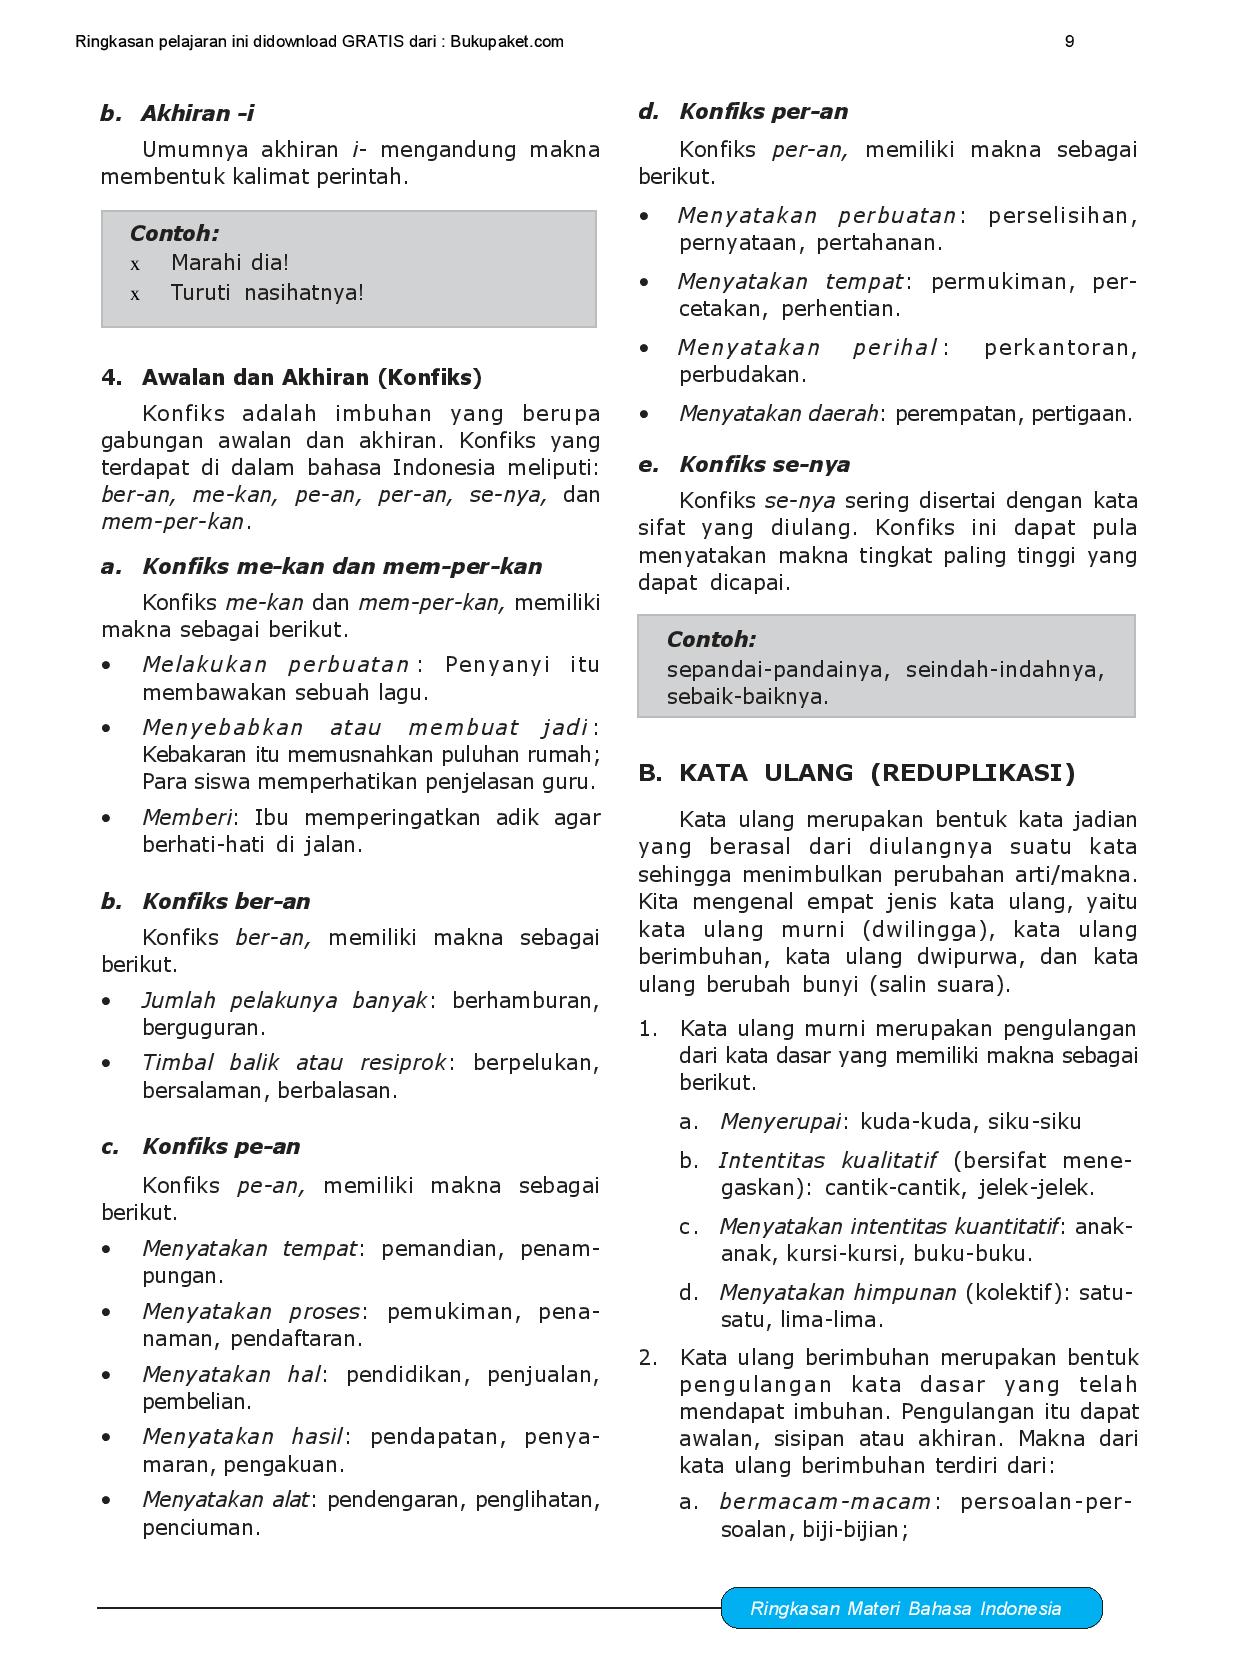 Ringkasan pelajaran ini didownload GRATIS dari : Bukupaket.com 9
b. Akhiran –i
Umumnya akhiran i- mengandung makna
membentuk kalimat perintah.
Contoh:
x Marahi dia!
x Turuti nasihatnya!
4. Awalan dan Akhiran (Konfiks)
Konfiks adalah imbuhan yang berupa
gabungan awalan dan akhiran. Konfiks yang
terdapat di dalam bahasa Indonesia meliputi:
ber-an, me-kan, pe-an, per-an, se-nya, dan
mem-per-kan.
a. Konfiks me-kan dan mem-per-kan
Konfiks me-kan dan mem-per-kan, memiliki
makna sebagai berikut.
• Melakukan perbuatan: Penyanyi itu
membawakan sebuah lagu.
• Menyebabkan atau membuat jadi:
Kebakaran itu memusnahkan puluhan rumah;
Para siswa memperhatikan penjelasan guru.
• Memberi: Ibu memperingatkan adik agar
berhati-hati di jalan.
b. Konfiks ber-an
Konfiks ber-an, memiliki makna sebagai
berikut.
• Jumlah pelakunya banyak: berhamburan,
berguguran.
• Timbal balik atau resiprok: berpelukan,
bersalaman, berbalasan.
c. Konfiks pe-an
Konfiks pe-an, memiliki makna sebagai
berikut.
• Menyatakan tempat: pemandian, penam-
pungan.
• Menyatakan proses: pemukiman, pena-
naman, pendaftaran.
• Menyatakan hal: pendidikan, penjualan,
pembelian.
• Menyatakan hasil: pendapatan, penya-
maran, pengakuan.
• Menyatakan alat: pendengaran, penglihatan,
penciuman.
d. Konfiks per-an
Konfiks per-an, memiliki makna sebagai
berikut.
• Menyatakan perbuatan: perselisihan,
pernyataan, pertahanan.
• Menyatakan tempat: permukiman, per-
cetakan, perhentian.
• Menyatakan perihal: perkantoran,
perbudakan.
• Menyatakan daerah: perempatan, pertigaan.
e. Konfiks se-nya
Konfiks se-nya sering disertai dengan kata
sifat yang diulang. Konfiks ini dapat pula
menyatakan makna tingkat paling tinggi yang
dapat dicapai.
Contoh:
sepandai-pandainya, seindah-indahnya,
sebaik-baiknya.
B. KATA ULANG (REDUPLIKASI)
Kata ulang merupakan bentuk kata jadian
yang berasal dari diulangnya suatu kata
sehingga menimbulkan perubahan arti/makna.
Kita mengenal empat jenis kata ulang, yaitu
kata ulang murni (dwilingga), kata ulang
berimbuhan, kata ulang dwipurwa, dan kata
ulang berubah bunyi (salin suara).
1. Kata ulang murni merupakan pengulangan
dari kata dasar yang memiliki makna sebagai
berikut.
a. Menyerupai: kuda-kuda, siku-siku
b. Intentitas kualitatif (bersifat mene-
gaskan): cantik-cantik, jelek-jelek.
c. Menyatakan intentitas kuantitatif: anak-
anak, kursi-kursi, buku-buku.
d. Menyatakan himpunan (kolektif): satu-
satu, lima-lima.
2. Kata ulang berimbuhan merupakan bentuk
pengulangan kata dasar yang telah
mendapat imbuhan. Pengulangan itu dapat
awalan, sisipan atau akhiran. Makna dari
kata ulang berimbuhan terdiri dari:
a. bermacam-macam: persoalan-per-
soalan, biji-bijian;
Ringkasan Materi Bahasa Indonesia